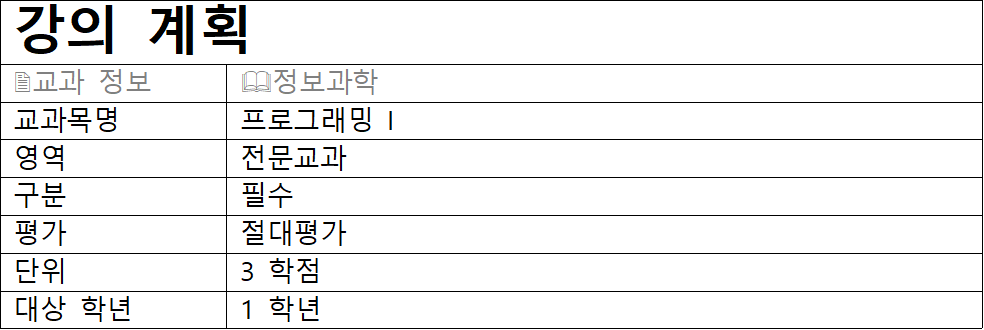 강의 계획
교과 정보 정보과학
교과목명 프로그래밍 I
영역 전문교과
구분 필수
평가 절대평가
단위 3 학점
대상 학년 1 학년